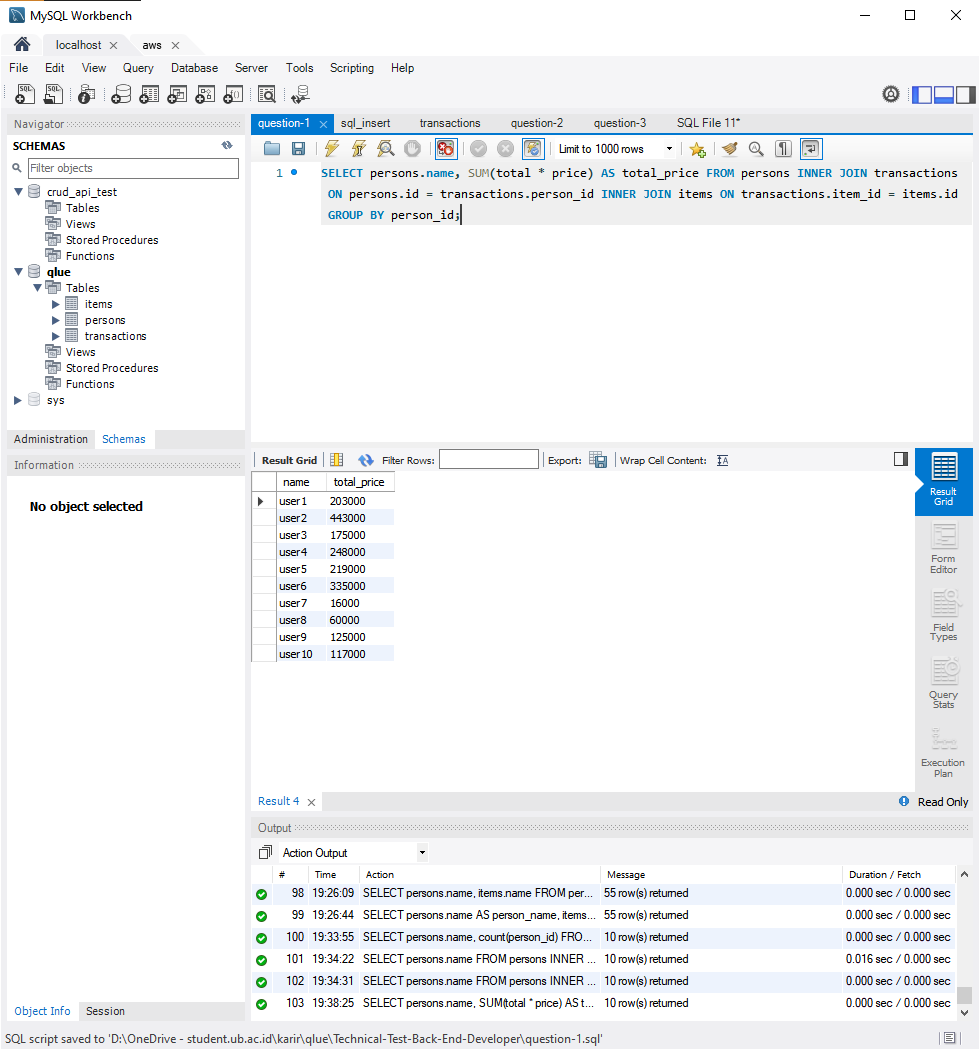 MySQL Workbench
localhost
aws
File Edit View Query Database Server Tools Scripting Help
Navigator
SCHEMAS
Filter objects
crud_api_test
Tables
Views
Stored Procedures
Functions
qlue
Tables
items
persons
transactions
Views
Stored Procedures
Functions
sys
Administration Schemas
Information
No object selected
Object Info Session
question-1 sql_insert transactions question-2 question-3 SQL File 11*
Limit to 1000 rows
1 SELECT persons.name, SUM(total * price) AS total_price FROM persons INNER JOIN transactions
ON persons.id = transactions.person_id INNER JOIN items ON transactions.item_id = items.id
GROUP BY person_id;
Result Grid Filter Rows: Export: Wrap Cell Content:
name total_price
user1 203000
user2 443000
user3 175000
user4 248000
user5 219000
user6 335000
user7 16000
user8 60000
user9 125000
user10 117000
Result
Grid
Form
Editor
Field
Types
Query
Stats
Execution
Plan
Result 4
Read Only
Output
Action Output
# Time Action Message Duration / Fetch
98 19:26:09 SELECT persons.name, items.name FROM per... 55 row(s) returned 0.000 sec / 0.000 sec
99 19:26:44 SELECT persons.name AS person_name, items... 55 row(s) returned 0.000 sec / 0.000 sec
100 19:33:55 SELECT persons.name, count(person_id) FRO... 10 row(s) returned 0.000 sec / 0.000 sec
101 19:34:22 SELECT persons.name FROM persons INNER ... 10 row(s) returned 0.016 sec / 0.000 sec
102 19:34:31 SELECT persons.name FROM persons INNER ... 10 row(s) returned 0.000 sec / 0.000 sec
103 19:38:25 SELECT persons.name, SUM(total * price) AS t... 10 row(s) returned 0.000 sec / 0.000 sec
SQL script saved to 'D:\OneDrive - student.ub.ac.id\karir\qlue\Technical-Test-Back-End-Developer\question-1.sql'